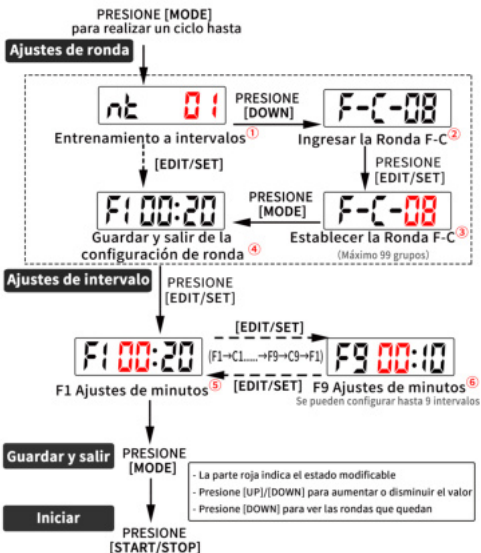 PRESIONE [MODE]
para realizar un ciclo hasta
Ajustes de ronda
nt 01
PRESIONE
[DOWN]
F-C-08
Entrenamiento a intervalos①
Ingresar la Ronda F-C②
[EDIT/SET]
PRESIONE
[EDIT/SET]
F1 00:20
PRESIONE
[MODE]
F-C-08
Guardar y salir de la
configuración de ronda ④
Establecer la Ronda F-C③
(Máximo 99 grupos)
Ajustes de intervalo
PRESIONE
[EDIT/SET]
[EDIT/SET]
F1 00:20
(F1→C1.....→F9→C9→F1)
F9 00:10
[EDIT/SET]
F1 Ajustes de minutos⑤
F9 Ajustes de minutos⑥
Se pueden configurar hasta 9 intervalos
Guardar y salir
PRESIONE
[MODE]
- La parte roja indica el estado modificable
- Presione [UP]/[DOWN] para aumentar o disminuir el valor
- Presione [DOWN] para ver las rondas que quedan
Iniciar
PRESIONE
[START/STOP]